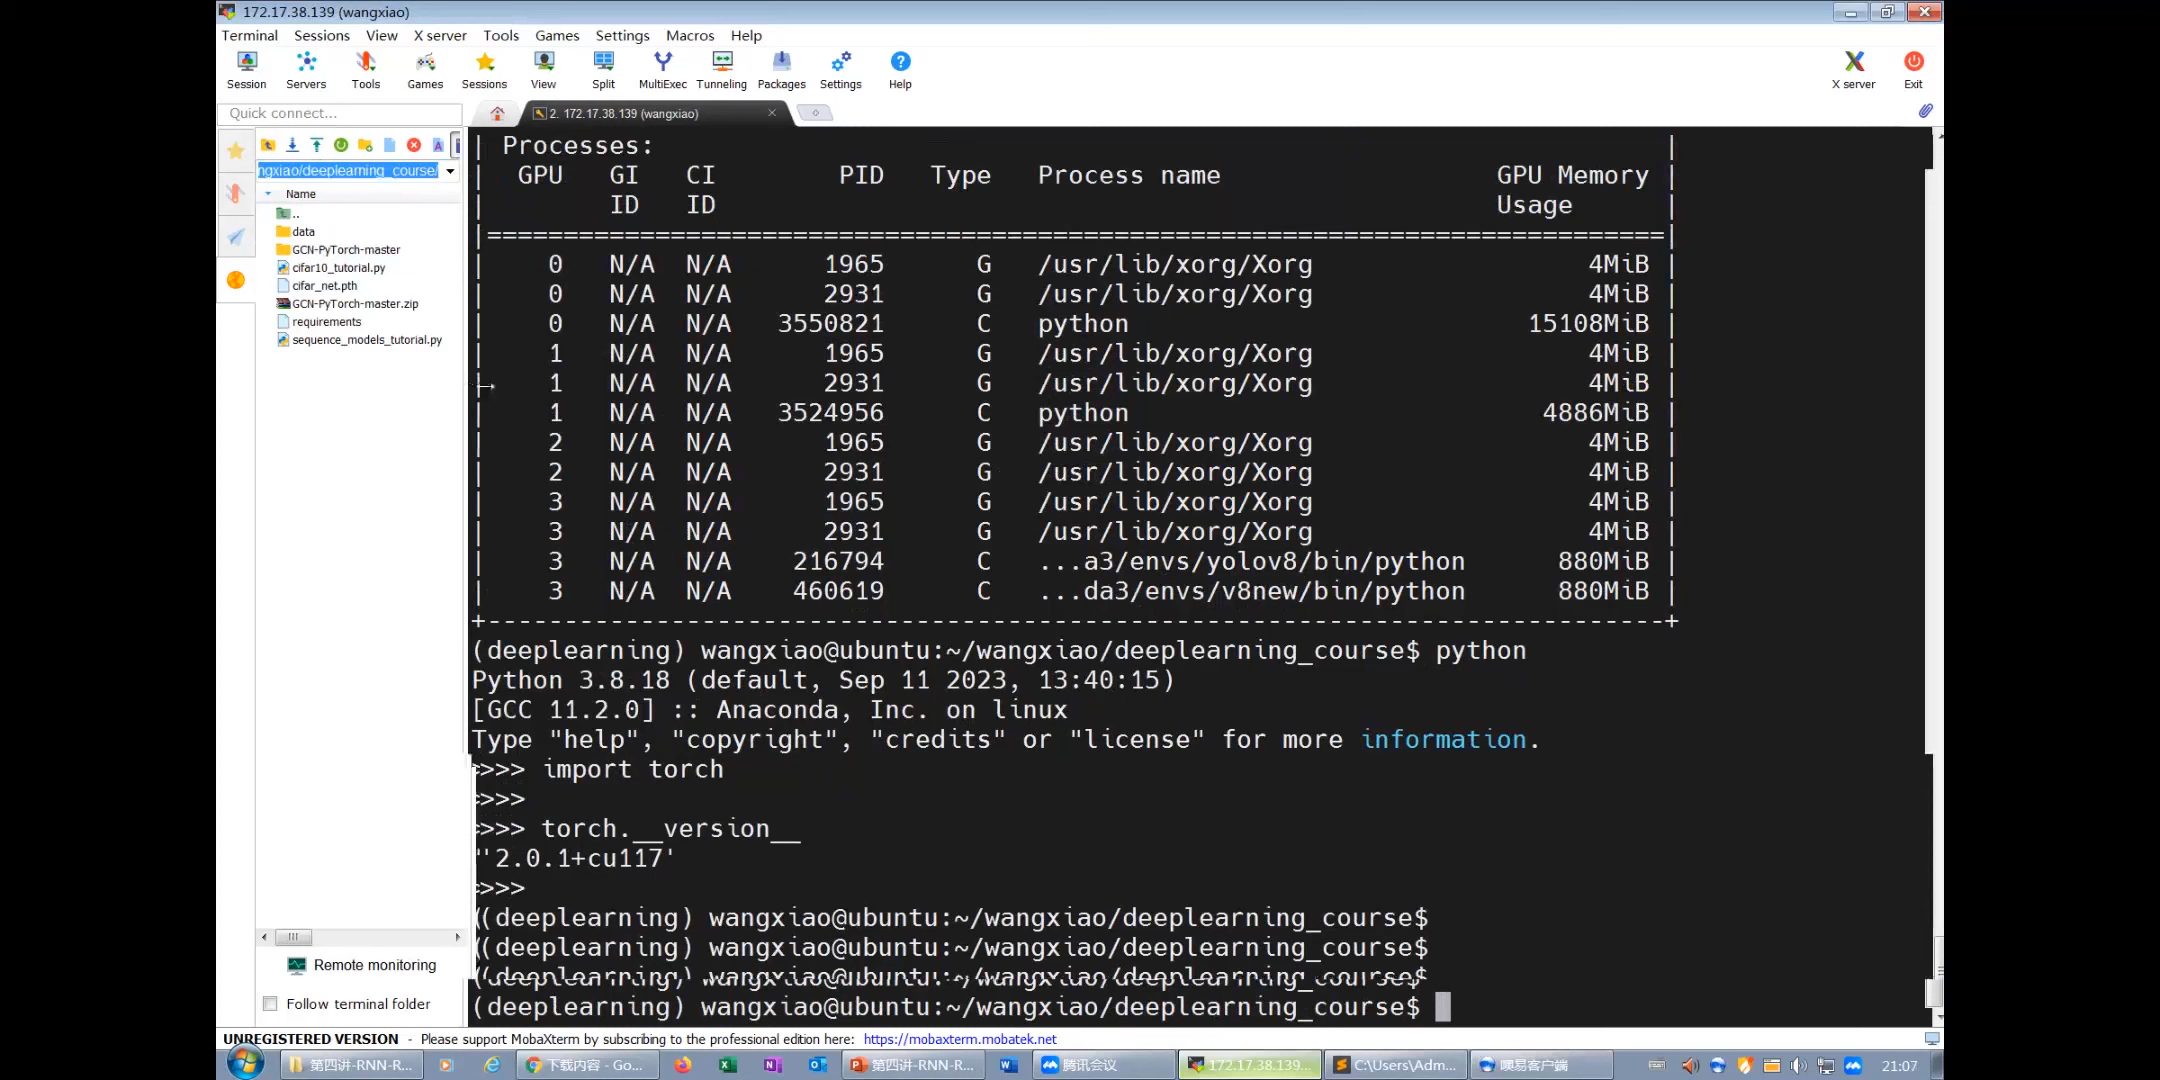 172.17.38.139 (wangxiao)
Terminal Sessions View X server Tools Games Settings Macros Help
Session Servers Tools Games Sessions View Split MultiExec Tunneling Packages Settings Help X server Exit
Quick connect...
2. 172.17.38.139 (wangxiao)
ngxiao/deeplearning_course/
Name
..
data
GCN-PyTorch-master
cifar10_tutorial.py
cifar_net.pth
GCN-PyTorch-master.zip
requirements
sequence_models_tutorial.py
Remote monitoring
Follow terminal folder
| Processes: |
| GPU GI CI PID Type Process name GPU Memory |
| ID ID Usage |
|=============================================================================|
| 0 N/A N/A 1965 G /usr/lib/xorg/Xorg 4MiB |
| 0 N/A N/A 2931 G /usr/lib/xorg/Xorg 4MiB |
| 0 N/A N/A 3550821 C python 15108MiB |
| 1 N/A N/A 1965 G /usr/lib/xorg/Xorg 4MiB |
| 1 N/A N/A 2931 G /usr/lib/xorg/Xorg 4MiB |
| 1 N/A N/A 3524956 C python 4886MiB |
| 2 N/A N/A 1965 G /usr/lib/xorg/Xorg 4MiB |
| 2 N/A N/A 2931 G /usr/lib/xorg/Xorg 4MiB |
| 3 N/A N/A 1965 G /usr/lib/xorg/Xorg 4MiB |
| 3 N/A N/A 2931 G /usr/lib/xorg/Xorg 4MiB |
| 3 N/A N/A 216794 C ...a3/envs/yolov8/bin/python 880MiB |
| 3 N/A N/A 460619 C ...da3/envs/v8new/bin/python 880MiB |
+-----------------------------------------------------------------------------+
(deeplearning) wangxiao@ubuntu:~/wangxiao/deeplearning_course$ python
Python 3.8.18 (default, Sep 11 2023, 13:40:15)
[GCC 11.2.0] :: Anaconda, Inc. on linux
Type "help", "copyright", "credits" or "license" for more information.
>>> import torch
>>>
>>> torch.__version__
'2.0.1+cu117'
>>>
(deeplearning) wangxiao@ubuntu:~/wangxiao/deeplearning_course$
(deeplearning) wangxiao@ubuntu:~/wangxiao/deeplearning_course$
(deeplearning) wangxiao@ubuntu:~/wangxiao/deeplearning_course$
(deeplearning) wangxiao@ubuntu:~/wangxiao/deeplearning_course$
UNREGISTERED VERSION - Please support MobaXterm by subscribing to the professional edition here: https://mobaxterm.mobatek.net
第四讲-RNN-R... 下载内容 - Go... 第四讲-RNN-R... 腾讯会议 172.17.38.139... C:\Users\Adm... 噢易客户端 21:07